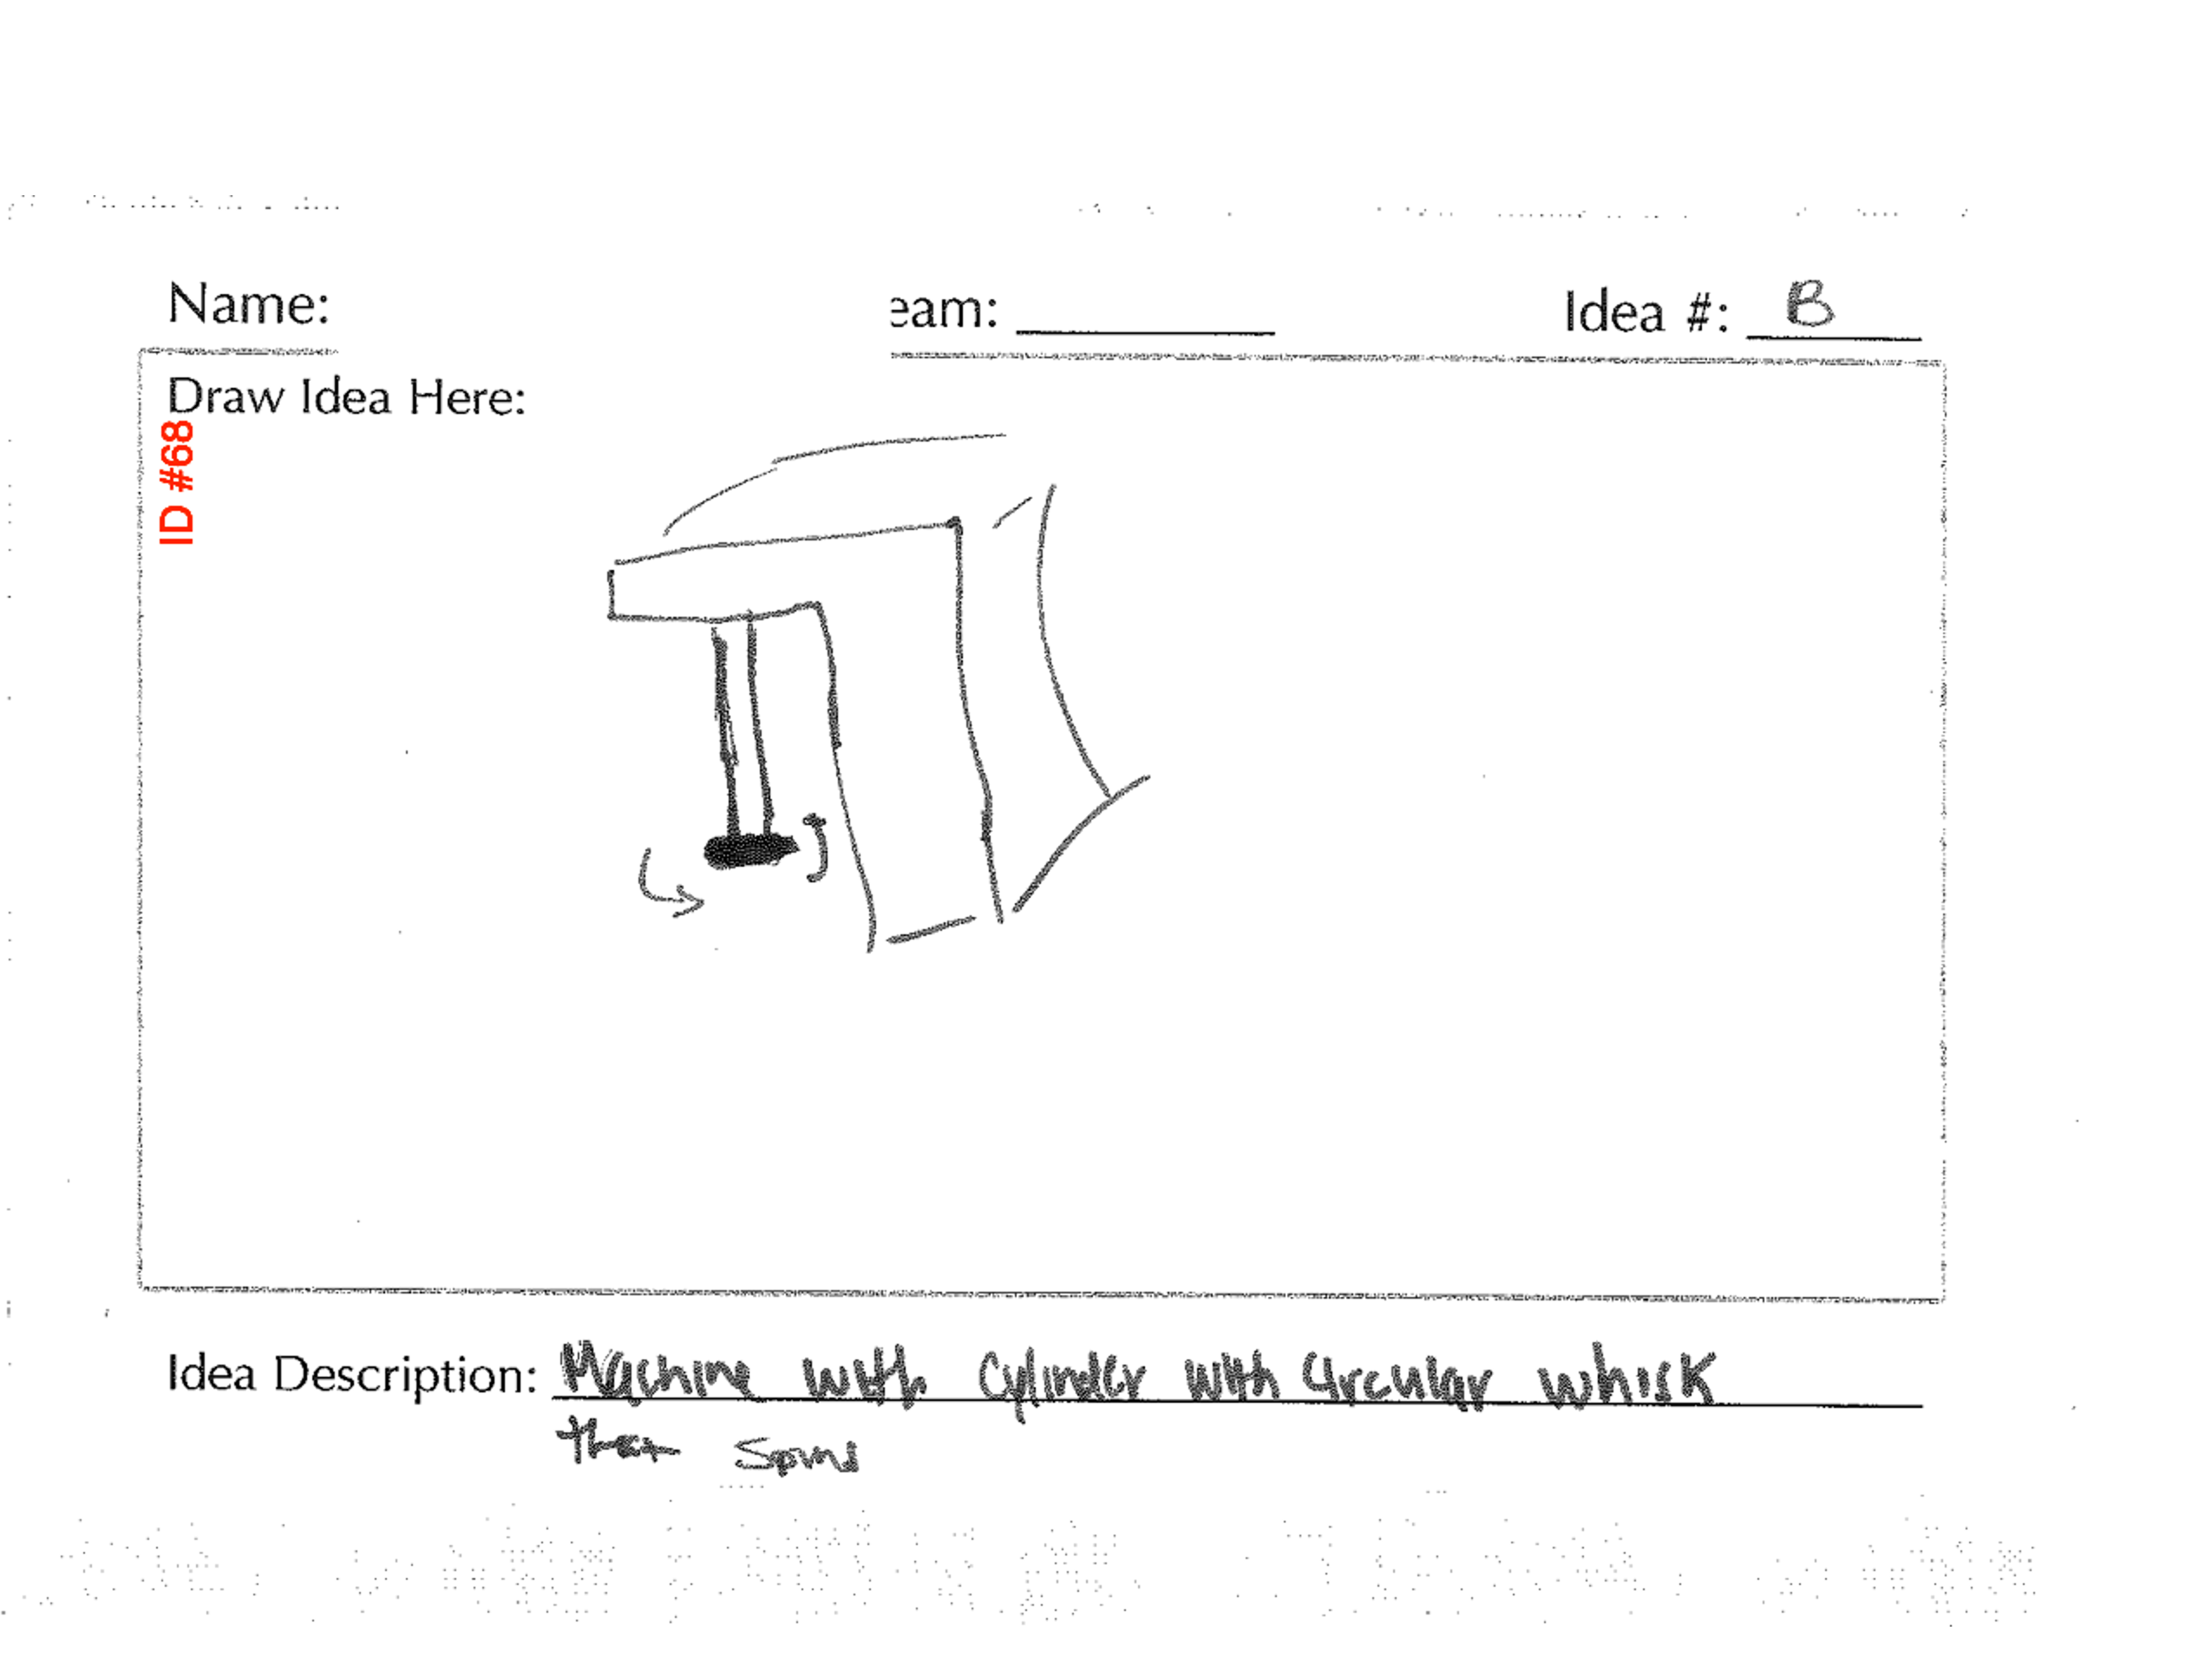 Name:
eam:
Idea #: B
Draw Idea Here:
ID #68
Idea Description: Machine with cylinder with circular whisk
that spins